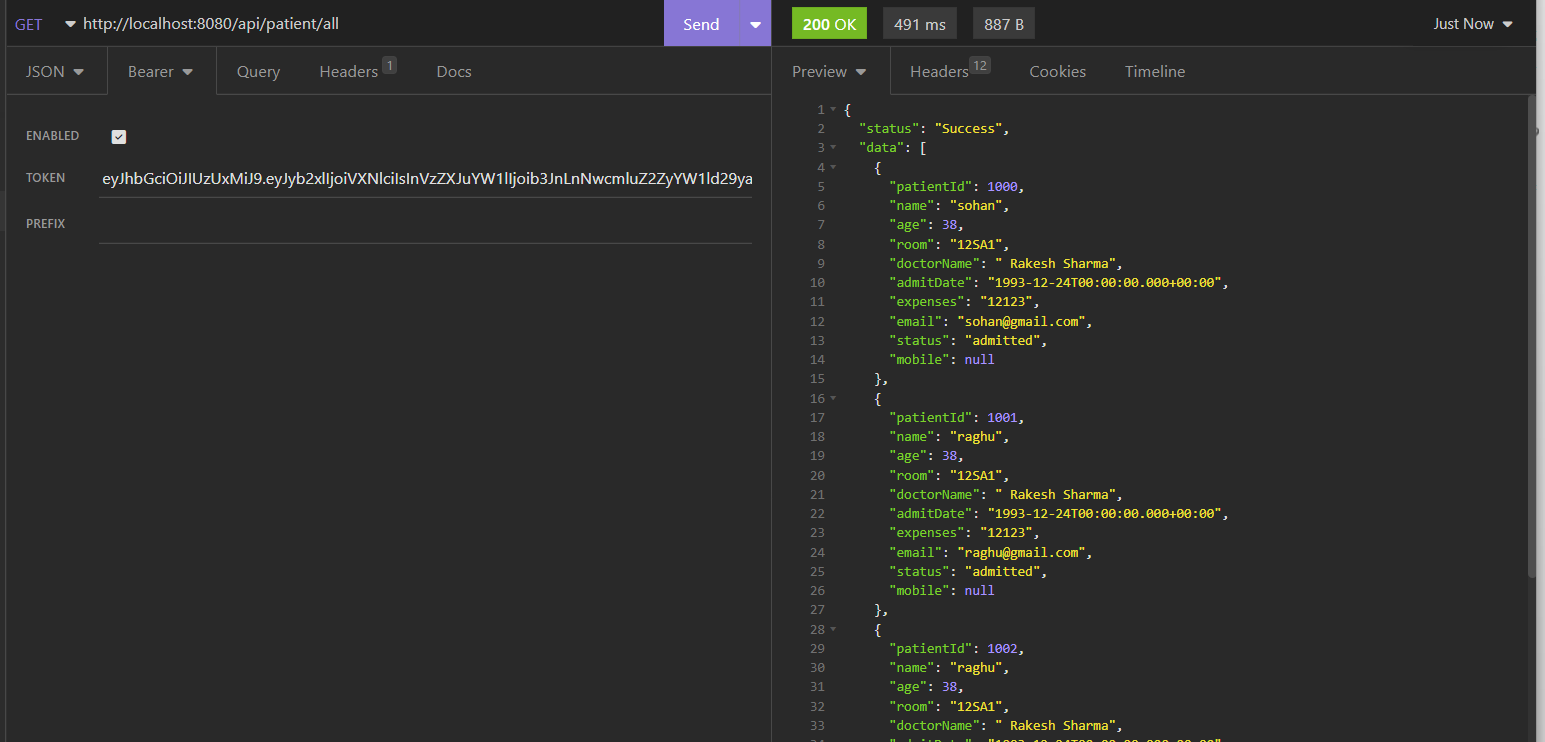 GET http://localhost:8080/api/patient/all Send 200 OK 491 ms 887 B Just Now
JSON Bearer Query Headers 1 Docs
Preview Headers 12 Cookies Timeline
ENABLED
TOKEN eyJhbGciOiJIUzUxMiJ9.eyJyb2xlIjoiVXNlciIsInVzZXJuYW1lIjoib3JnLnNwcmluZ2ZyYW1ld29ya
PREFIX
1 {
2 "status": "Success",
3 "data": [
4 {
5 "patientId": 1000,
6 "name": "sohan",
7 "age": 38,
8 "room": "12SA1",
9 "doctorName": " Rakesh Sharma",
10 "admitDate": "1993-12-24T00:00:00.000+00:00",
11 "expenses": "12123",
12 "email": "sohan@gmail.com",
13 "status": "admitted",
14 "mobile": null
15 },
16 {
17 "patientId": 1001,
18 "name": "raghu",
19 "age": 38,
20 "room": "12SA1",
21 "doctorName": " Rakesh Sharma",
22 "admitDate": "1993-12-24T00:00:00.000+00:00",
23 "expenses": "12123",
24 "email": "raghu@gmail.com",
25 "status": "admitted",
26 "mobile": null
27 },
28 {
29 "patientId": 1002,
30 "name": "raghu",
31 "age": 38,
32 "room": "12SA1",
33 "doctorName": " Rakesh Sharma",